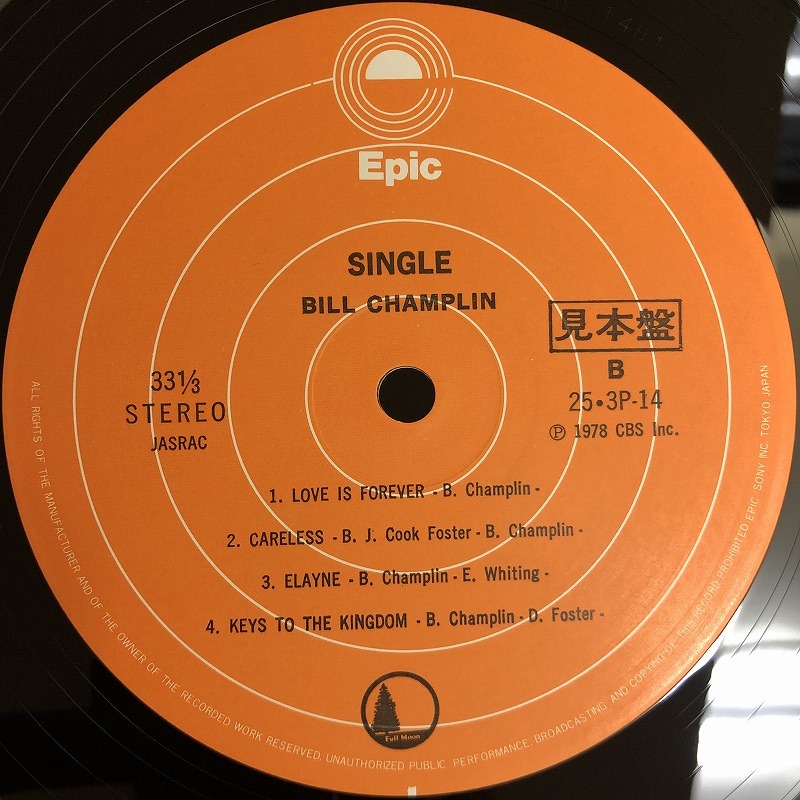 Epic
SINGLE
BILL CHAMPLIN
33⅓
STEREO
JASRAC
見本盤
B
25•3P-14
Ⓟ 1978 CBS Inc.
1. LOVE IS FOREVER - B. Champlin -
2. CARELESS - B. J. Cook Foster - B. Champlin -
3. ELAYNE - B. Champlin - E. Whiting -
4. KEYS TO THE KINGDOM - B. Champlin - D. Foster -
Full Moon
ALL RIGHTS OF THE MANUFACTURER AND OF THE OWNER OF THE RECORDED WORK RESERVED. UNAUTHORIZED PUBLIC PERFORMANCE. BROADCASTING AND COPYING OF THIS RECORD PROHIBITED EPIC SONY INC. TOKYO JAPAN